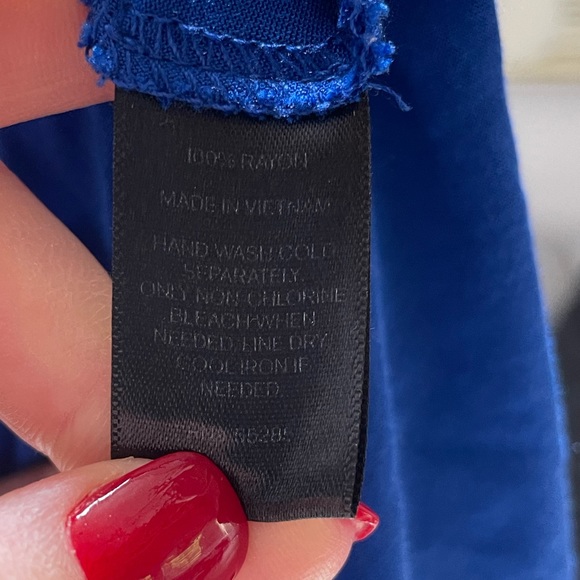 100% RAYON
MADE IN VIETNAM
HAND WASH COLD
SEPARATELY
ONLY NON-CHLORINE
BLEACH WHEN
NEEDED. LINE DRY.
COOL IRON IF
NEEDED.